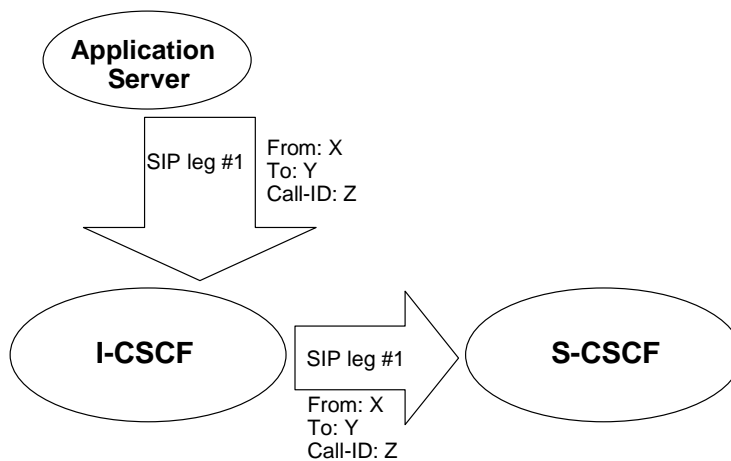 Application
Server
SIP leg #1
From: X
To: Y
Call-ID: Z
I-CSCF
SIP leg #1
From: X
To: Y
Call-ID: Z
S-CSCF